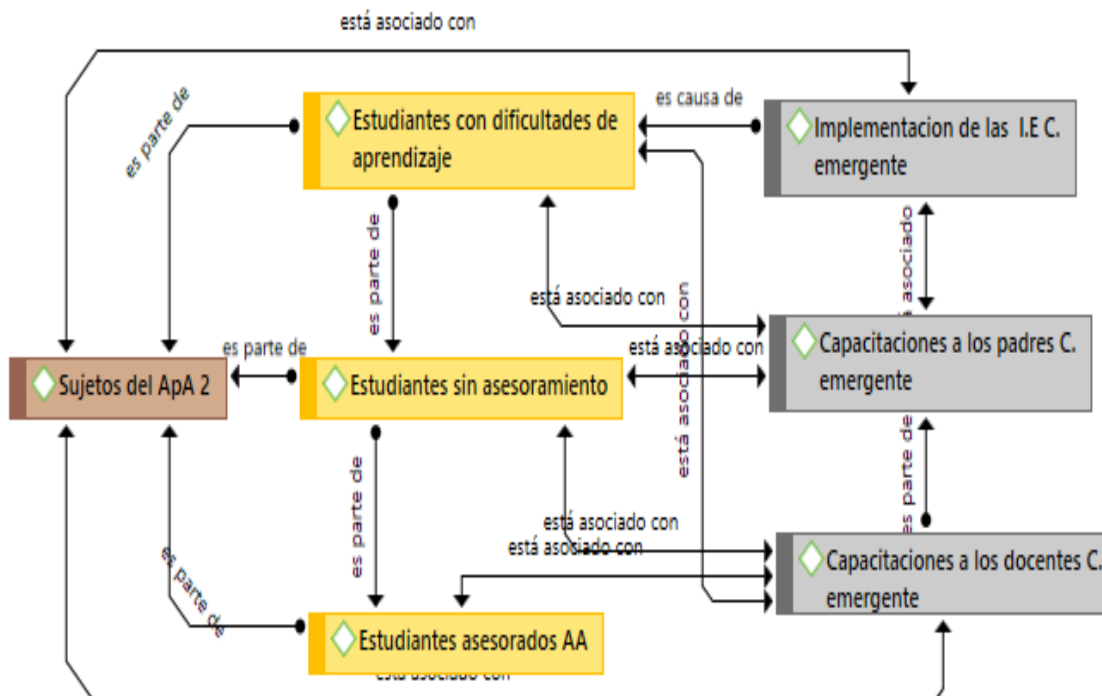 está asociado con
es parte de
Estudiantes con dificultades de
aprendizaje
es causa de
Implementacion de las I.E C.
emergente
es parte de
está asociado con
está asociado con
asociado
es parte de
Sujetos del ApA 2
Estudiantes sin asesoramiento
está asociado con
Capacitaciones a los padres C.
emergente
es parte de
está asociado con
está asociado con
es parte de
es parte de
Capacitaciones a los docentes C.
emergente
Estudiantes asesorados AA
está asociado con